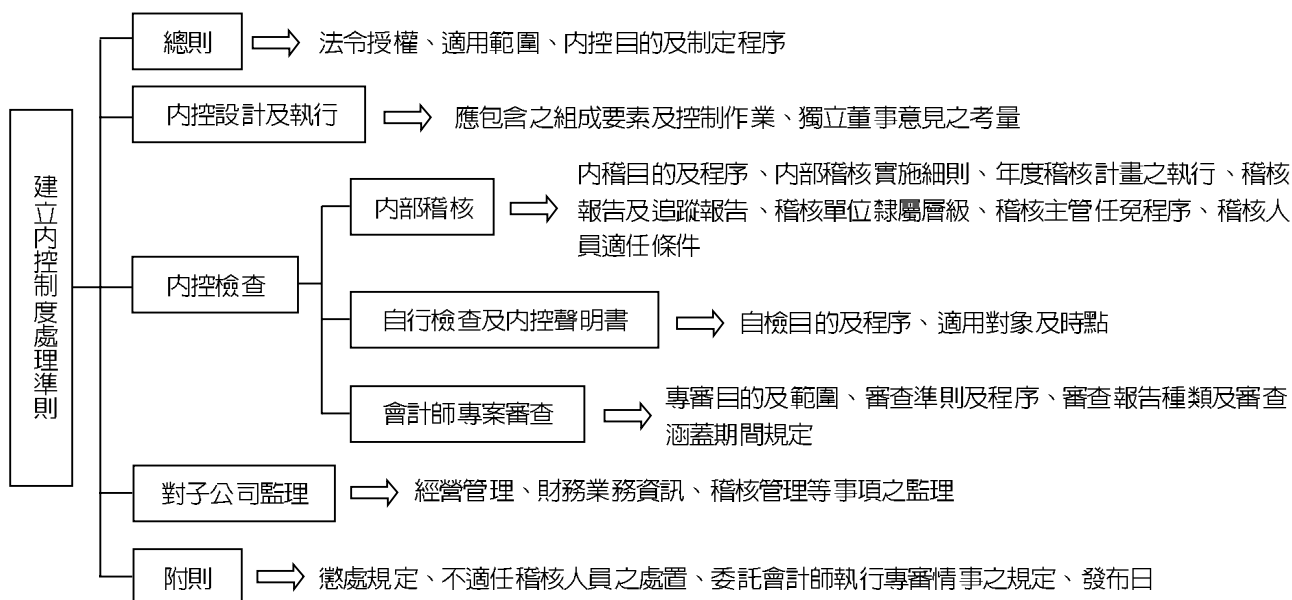 建立内控制度處理準則
總則
法令授權、適用範圍、内控目的及制定程序
内控設計及執行
應包含之組成要素及控制作業、獨立董事意見之考量
内控檢查
内部稽核
内稽目的及程序、内部稽核實施細則、年度稽核計畫之執行、稽核
報告及追蹤報告、稽核單位隸屬層級、稽核主管任免程序、稽核人
員適任條件
自行檢查及内控聲明書
自檢目的及程序、適用對象及時點
會計師專案審查
專審目的及範圍、審查準則及程序、審查報告種類及審查
涵蓋期間規定
對子公司監理
經營管理、財務業務資訊、稽核管理等事項之監理
附則
懲處規定、不適任稽核人員之處置、委託會計師執行專審情事之規定、發布日